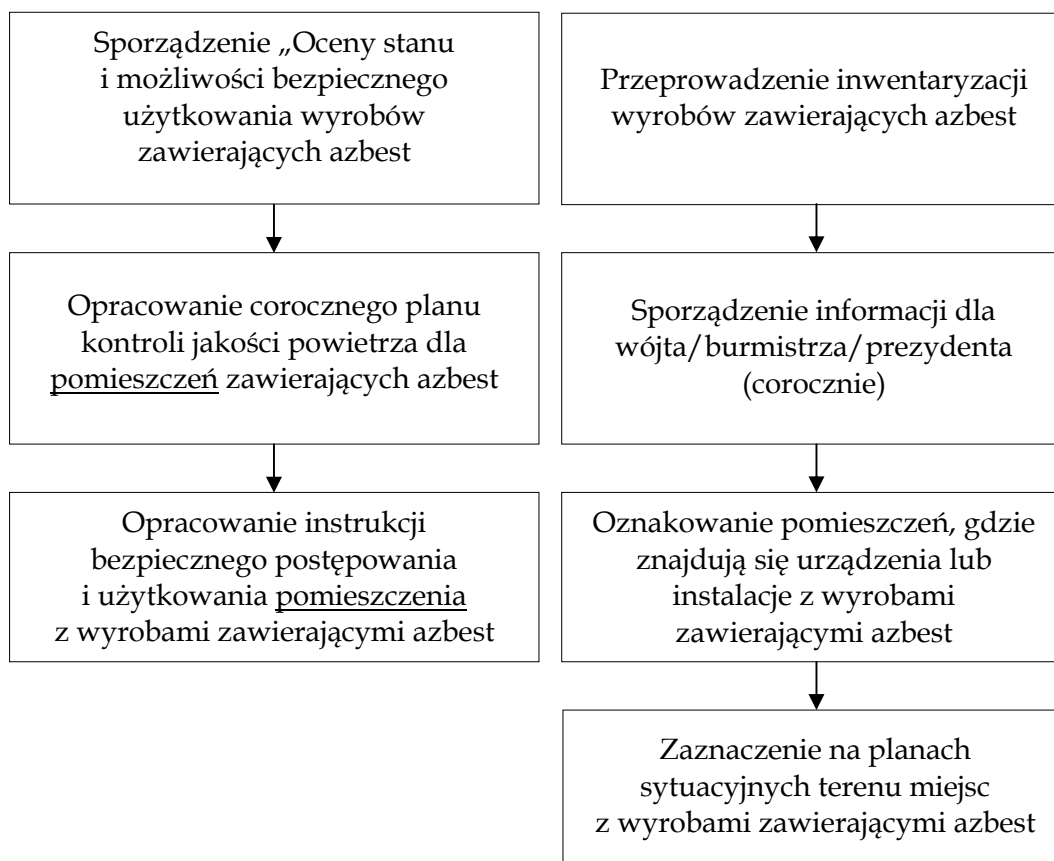 Sporządzenie „Oceny stanu
i możliwości bezpiecznego
użytkowania wyrobów
zawierających azbest
Opracowanie corocznego planu
kontroli jakości powietrza dla
pomieszczeń zawierających azbest
Opracowanie instrukcji
bezpiecznego postępowania
i użytkowania pomieszczenia
z wyrobami zawierającymi azbest
Przeprowadzenie inwentaryzacji
wyrobów zawierających azbest
Sporządzenie informacji dla
wójta/burmistrza/prezydenta
(corocznie)
Oznakowanie pomieszczeń, gdzie
znajdują się urządzenia lub
instalacje z wyrobami
zawierającymi azbest
Zaznaczenie na planach
sytuacyjnych terenu miejsc
z wyrobami zawierającymi azbest